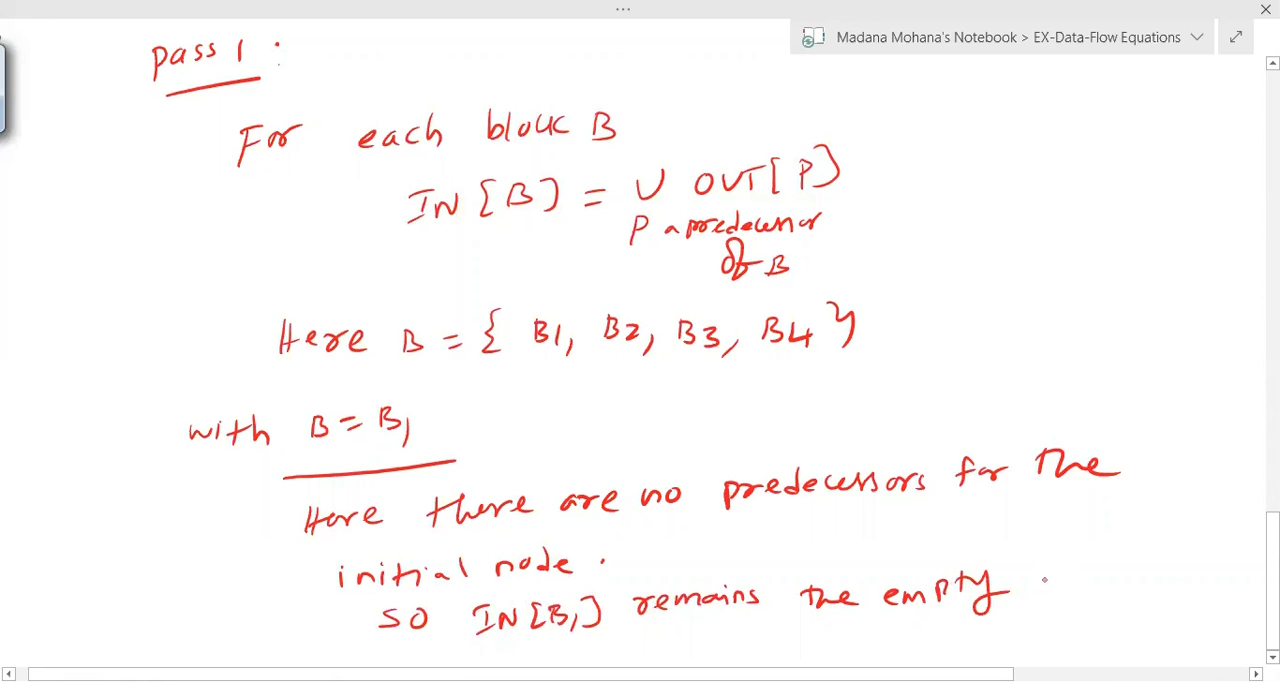 Madana Mohana's Notebook > EX-Data-Flow Equations
Pass 1 :
For each block B
IN [B] = U OUT[P]
P a predecessor
of B
Here B = { B1, B2, B3, B4 }
with B = B1
Here there are no predecessors for the
initial node .
so IN [B1] remains the empty